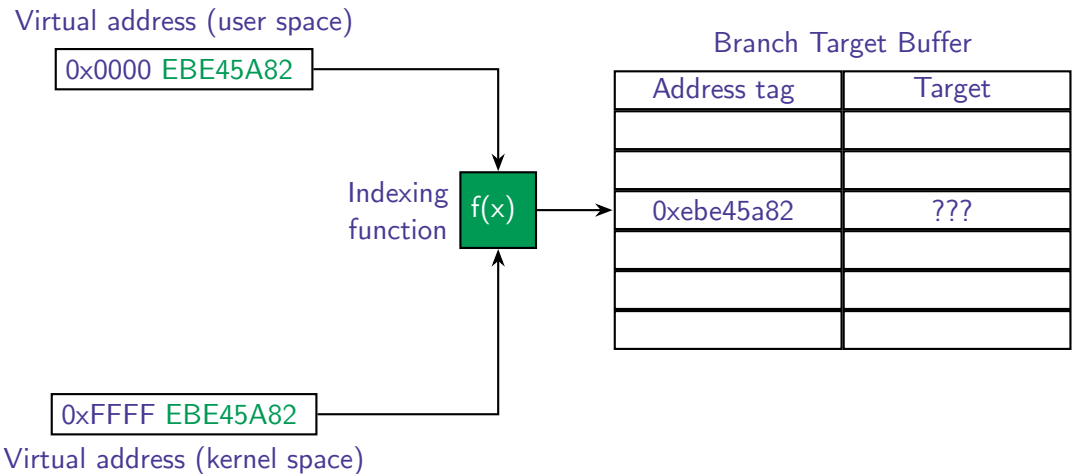 Virtual address (user space)
0x0000 EBE45A82
Branch Target Buffer
Address tag Target
Indexing
function
f(x)
0xebe45a82 ???
0xFFFF EBE45A82
Virtual address (kernel space)